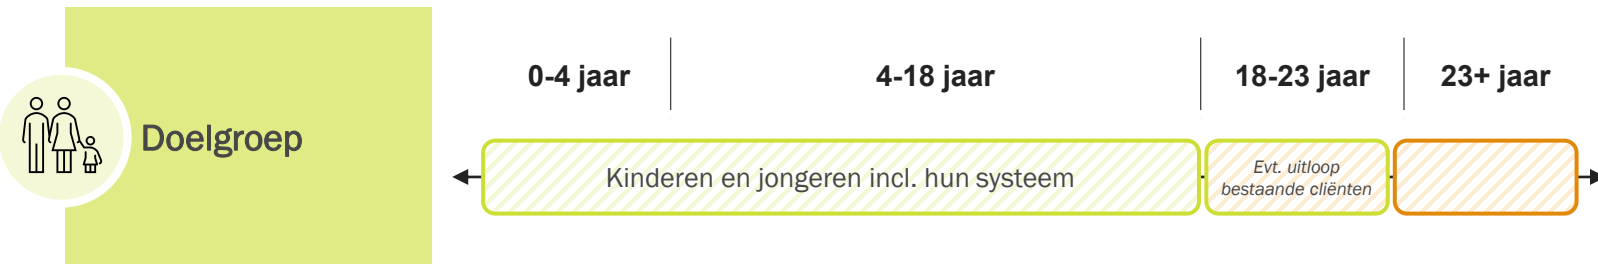 0-4 jaar
4-18 jaar
18-23 jaar
23+ jaar
Doelgroep
Kinderen en jongeren incl. hun systeem
Evt. uitloop
bestaande cliënten